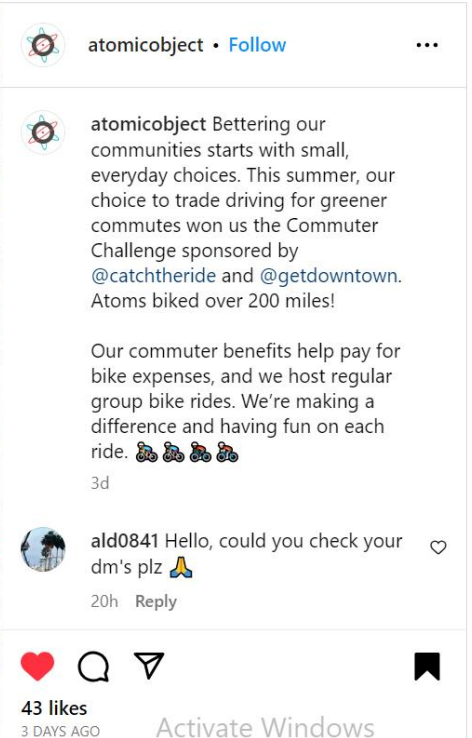 atomicobject • Follow
atomicobject Bettering our
communities starts with small,
everyday choices. This summer, our
choice to trade driving for greener
commutes won us the Commuter
Challenge sponsored by
@catchtheride and @getdowntown.
Atoms biked over 200 miles!
Our commuter benefits help pay for
bike expenses, and we host regular
group bike rides. We’re making a
difference and having fun on each
ride. 🚴🚴🚴🚴
3d
ald0841 Hello, could you check your
dm's plz 🙏
20h Reply
43 likes
3 DAYS AGO
Activate Windows